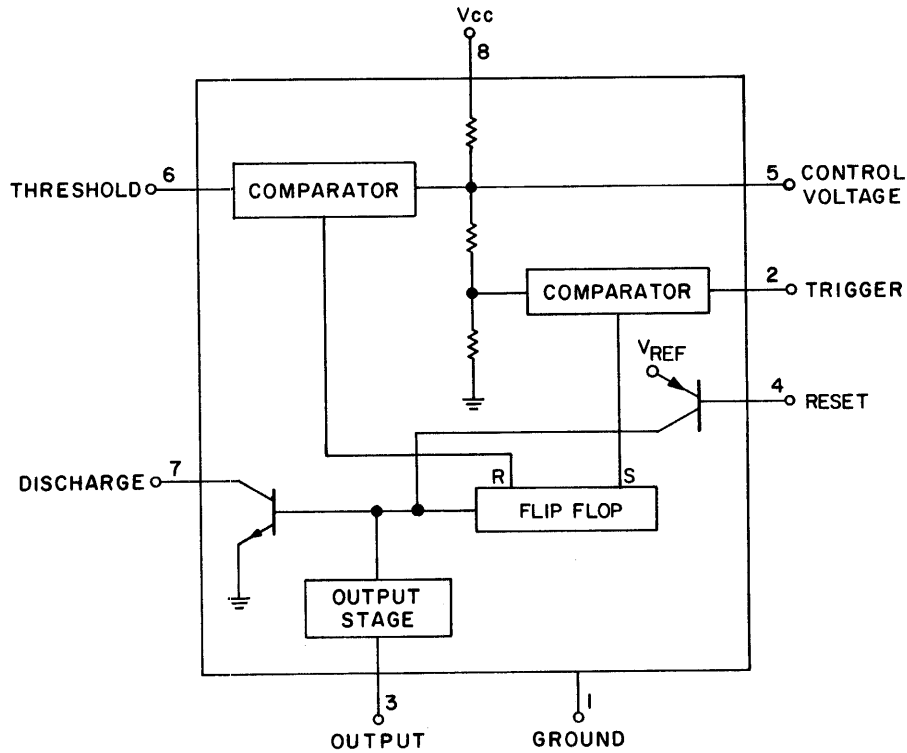 Vcc
8
6
THRESHOLD
COMPARATOR
5
CONTROL
VOLTAGE
2
COMPARATOR
TRIGGER
VREF
4
RESET
7
DISCHARGE
R
S
FLIP FLOP
OUTPUT
STAGE
3
OUTPUT
1
GROUND